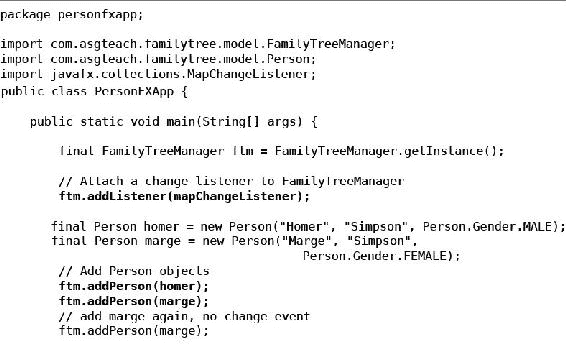 package personfxapp;
import com.asgteach.familytree.model.FamilyTreeManager;
import com.asgteach.familytree.model.Person;
import javafx.collections.MapChangeListener;
public class PersonFXApp {
public static void main(String[] args) {
final FamilyTreeManager ftm = FamilyTreeManager.getInstance();
// Attach a change listener to FamilyTreeManager
ftm.addListener(mapChangeListener);
final Person homer = new Person("Homer", "Simpson", Person.Gender.MALE);
final Person marge = new Person("Marge", "Simpson",
Person.Gender.FEMALE);
// Add Person objects
ftm.addPerson(homer);
ftm.addPerson(marge);
// add marge again, no change event
ftm.addPerson(marge);